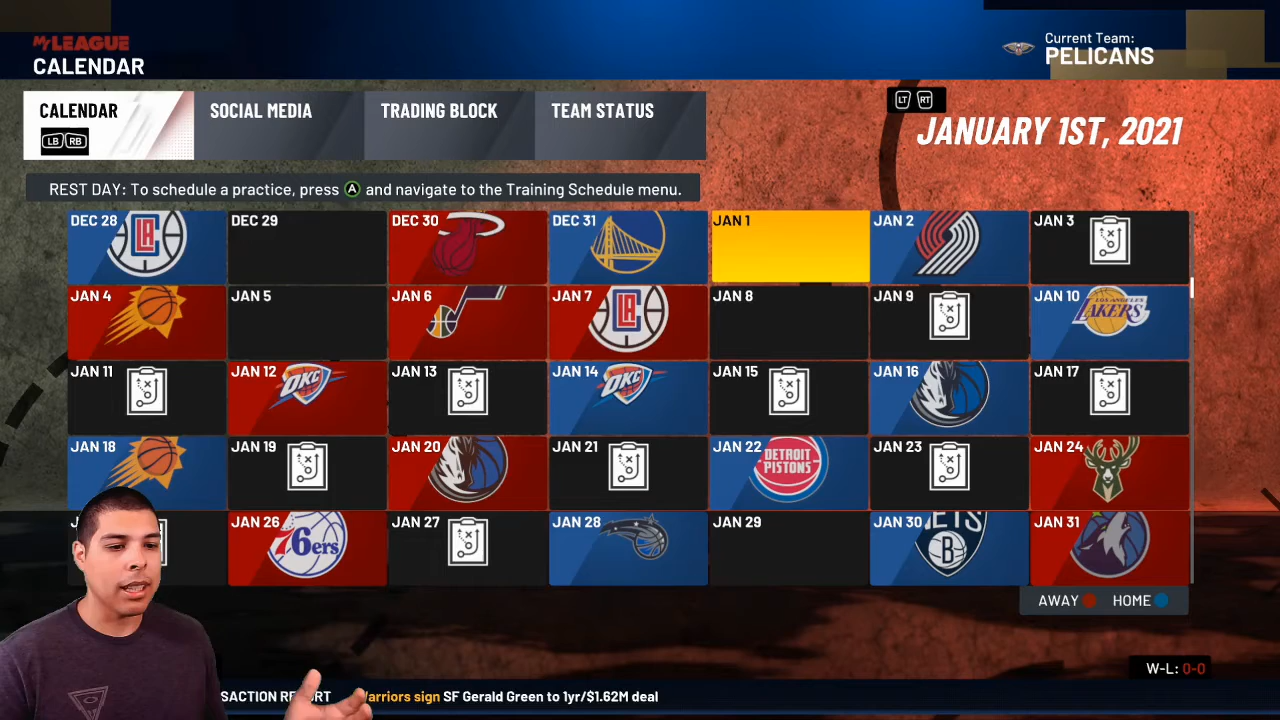 MyLEAGUE
CALENDAR
Current Team:
PELICANS
CALENDAR
LB RB
SOCIAL MEDIA
TRADING BLOCK
TEAM STATUS
LT RT
JANUARY 1ST, 2021
REST DAY: To schedule a practice, press A and navigate to the Training Schedule menu.
DEC 28 LA
DEC 29
DEC 30
DEC 31
JAN 1
JAN 2
JAN 3
JAN 4
JAN 5
JAN 6
JAN 7 LA
JAN 8
JAN 9
JAN 10 LOS ANGELES LAKERS
JAN 11
JAN 12 OKC
JAN 13
JAN 14 OKC
JAN 15
JAN 16
JAN 17
JAN 18
JAN 19
JAN 20
JAN 21
JAN 22 DETROIT PISTONS
JAN 23
JAN 24
JAN 26 76ers
JAN 27
JAN 28
JAN 29
JAN 30 NETS B
JAN 31
AWAY HOME
W-L: 0-0
SACTION REPORT Warriors sign SF Gerald Green to 1yr/$1.62M deal